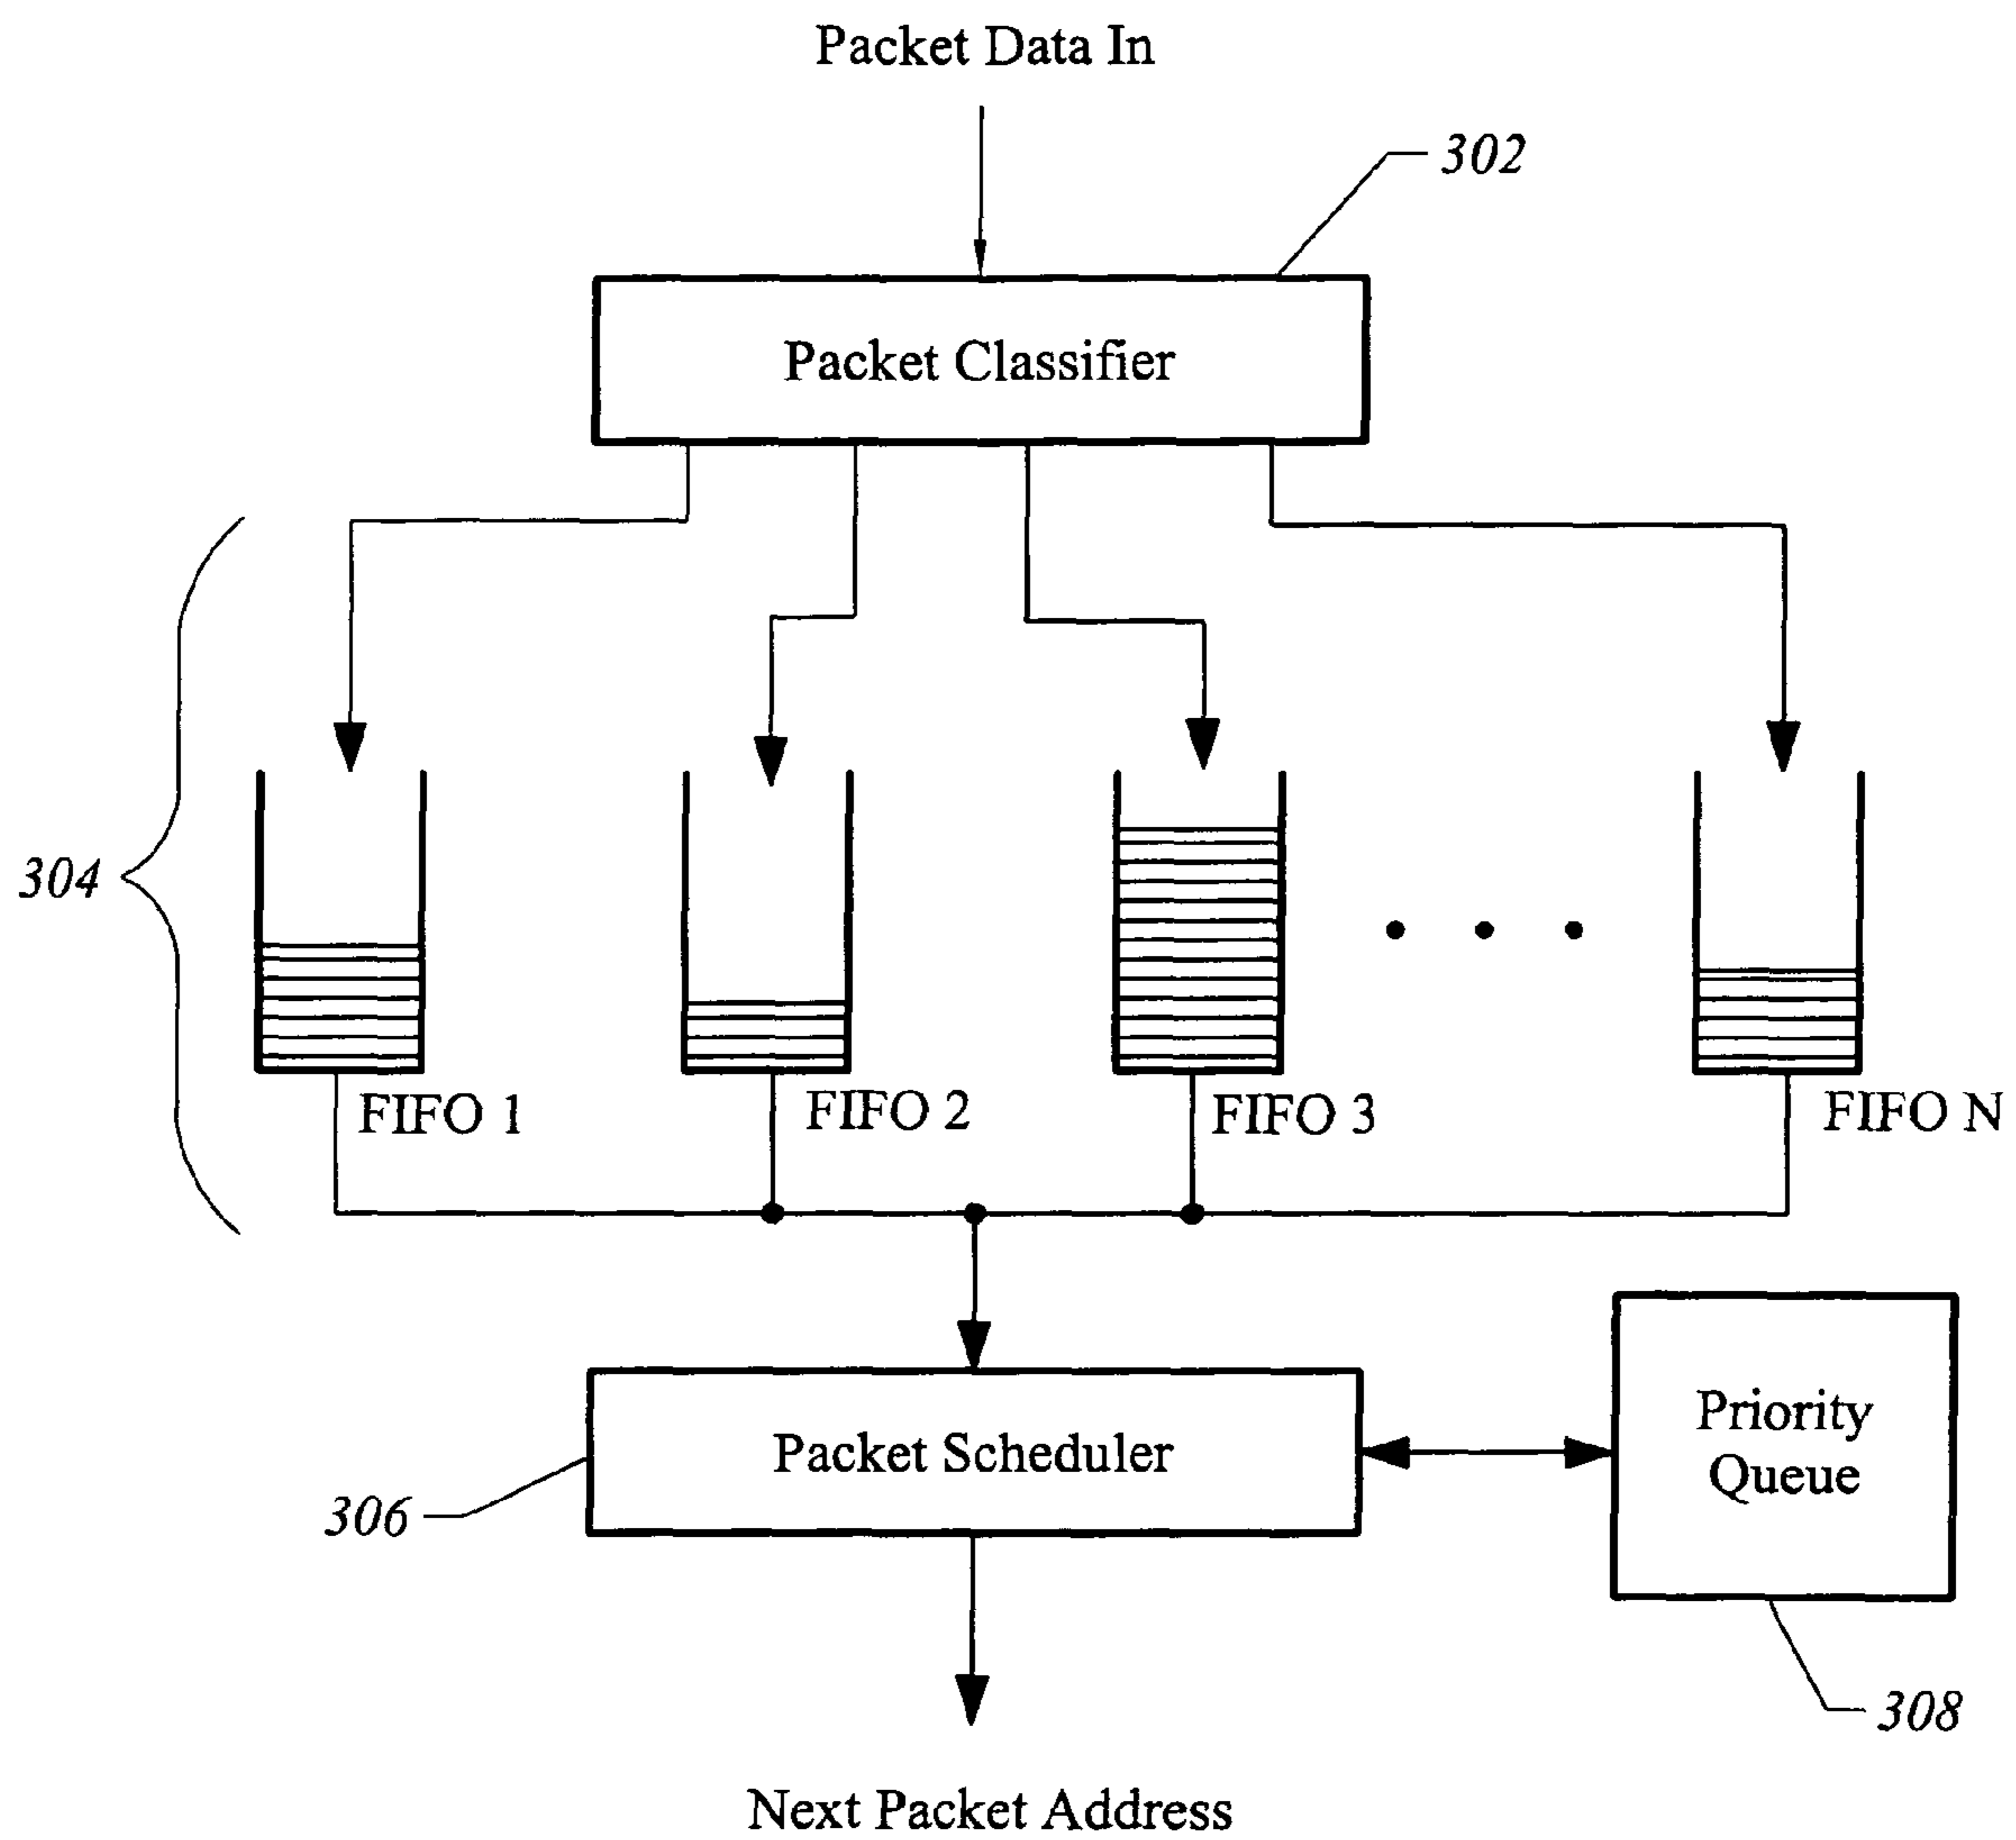 Packet Data In
302
Packet Classifier
304
FIFO 1
FIFO 2
FIFO 3
FIFO N
Packet Scheduler
Priority
Queue
306
308
Next Packet Address